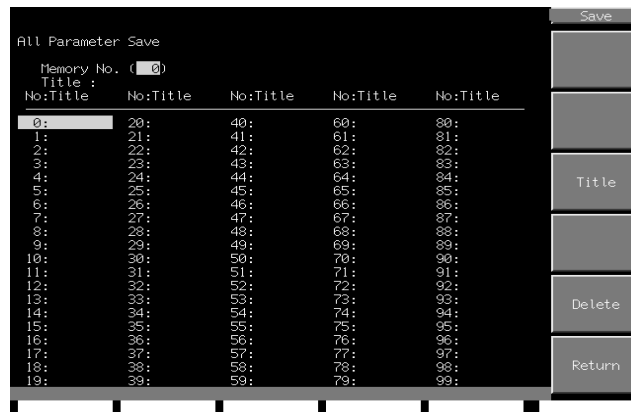 Save
All Parameter Save
Memory No. ( 0)
Title :
No:Title No:Title No:Title No:Title No:Title
0: 20: 40: 60: 80:
1: 21: 41: 61: 81:
2: 22: 42: 62: 82:
3: 23: 43: 63: 83:
4: 24: 44: 64: 84:
5: 25: 45: 65: 85:
6: 26: 46: 66: 86:
7: 27: 47: 67: 87:
8: 28: 48: 68: 88:
9: 29: 49: 69: 89:
10: 30: 50: 70: 90:
11: 31: 51: 71: 91:
12: 32: 52: 72: 92:
13: 33: 53: 73: 93:
14: 34: 54: 74: 94:
15: 35: 55: 75: 95:
16: 36: 56: 76: 96:
17: 37: 57: 77: 97:
18: 38: 58: 78: 98:
19: 39: 59: 79: 99:
Title
Delete
Return